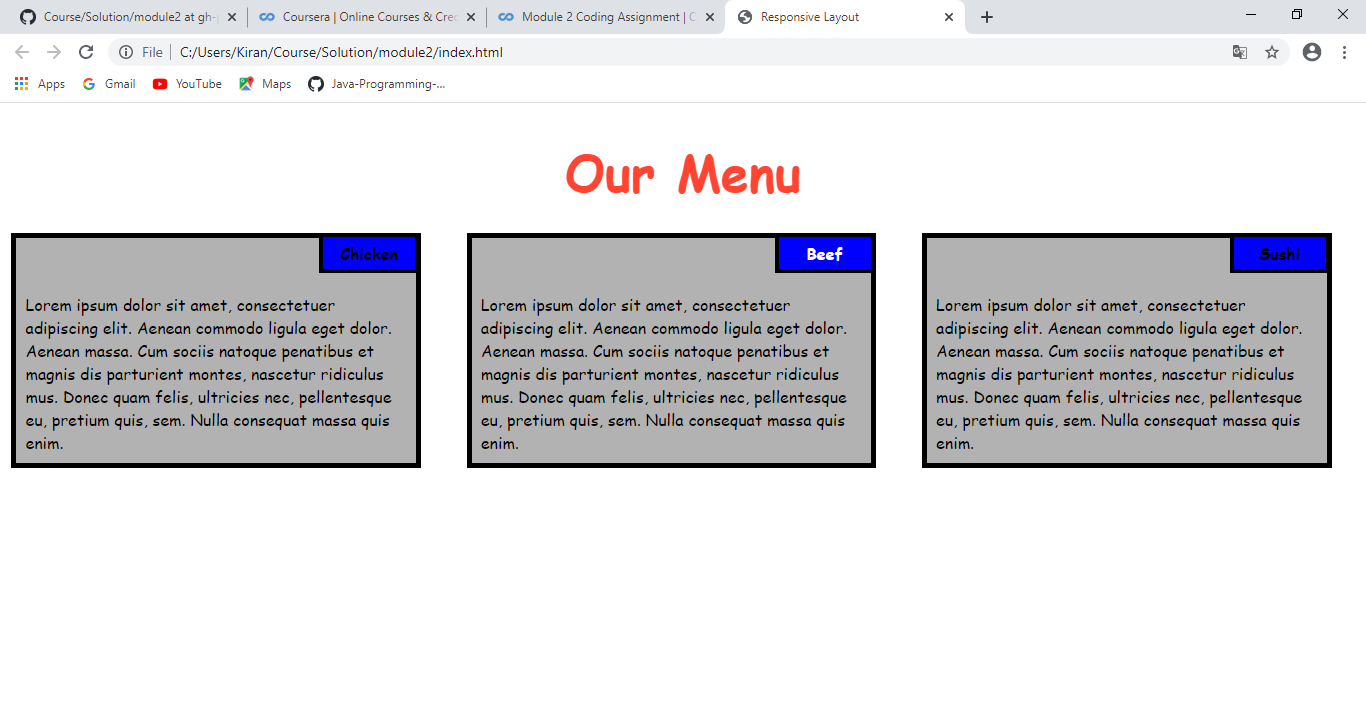 Course/Solution/module2 at gh-
Coursera | Online Courses & Cre
Module 2 Coding Assignment |
Responsive Layout
File
C:/Users/Kiran/Course/Solution/module2/index.html
Apps
Gmail
YouTube
Maps
Java-Programming-...
Our Menu
Chicken
Lorem ipsum dolor sit amet, consectetuer
adipiscing elit. Aenean commodo ligula eget dolor.
Aenean massa. Cum sociis natoque penatibus et
magnis dis parturient montes, nascetur ridiculus
mus. Donec quam felis, ultricies nec, pellentesque
eu, pretium quis, sem. Nulla consequat massa quis
enim.
Beef
Lorem ipsum dolor sit amet, consectetuer
adipiscing elit. Aenean commodo ligula eget dolor.
Aenean massa. Cum sociis natoque penatibus et
magnis dis parturient montes, nascetur ridiculus
mus. Donec quam felis, ultricies nec, pellentesque
eu, pretium quis, sem. Nulla consequat massa quis
enim.
Sushi
Lorem ipsum dolor sit amet, consectetuer
adipiscing elit. Aenean commodo ligula eget dolor.
Aenean massa. Cum sociis natoque penatibus et
magnis dis parturient montes, nascetur ridiculus
mus. Donec quam felis, ultricies nec, pellentesque
eu, pretium quis, sem. Nulla consequat massa quis
enim.